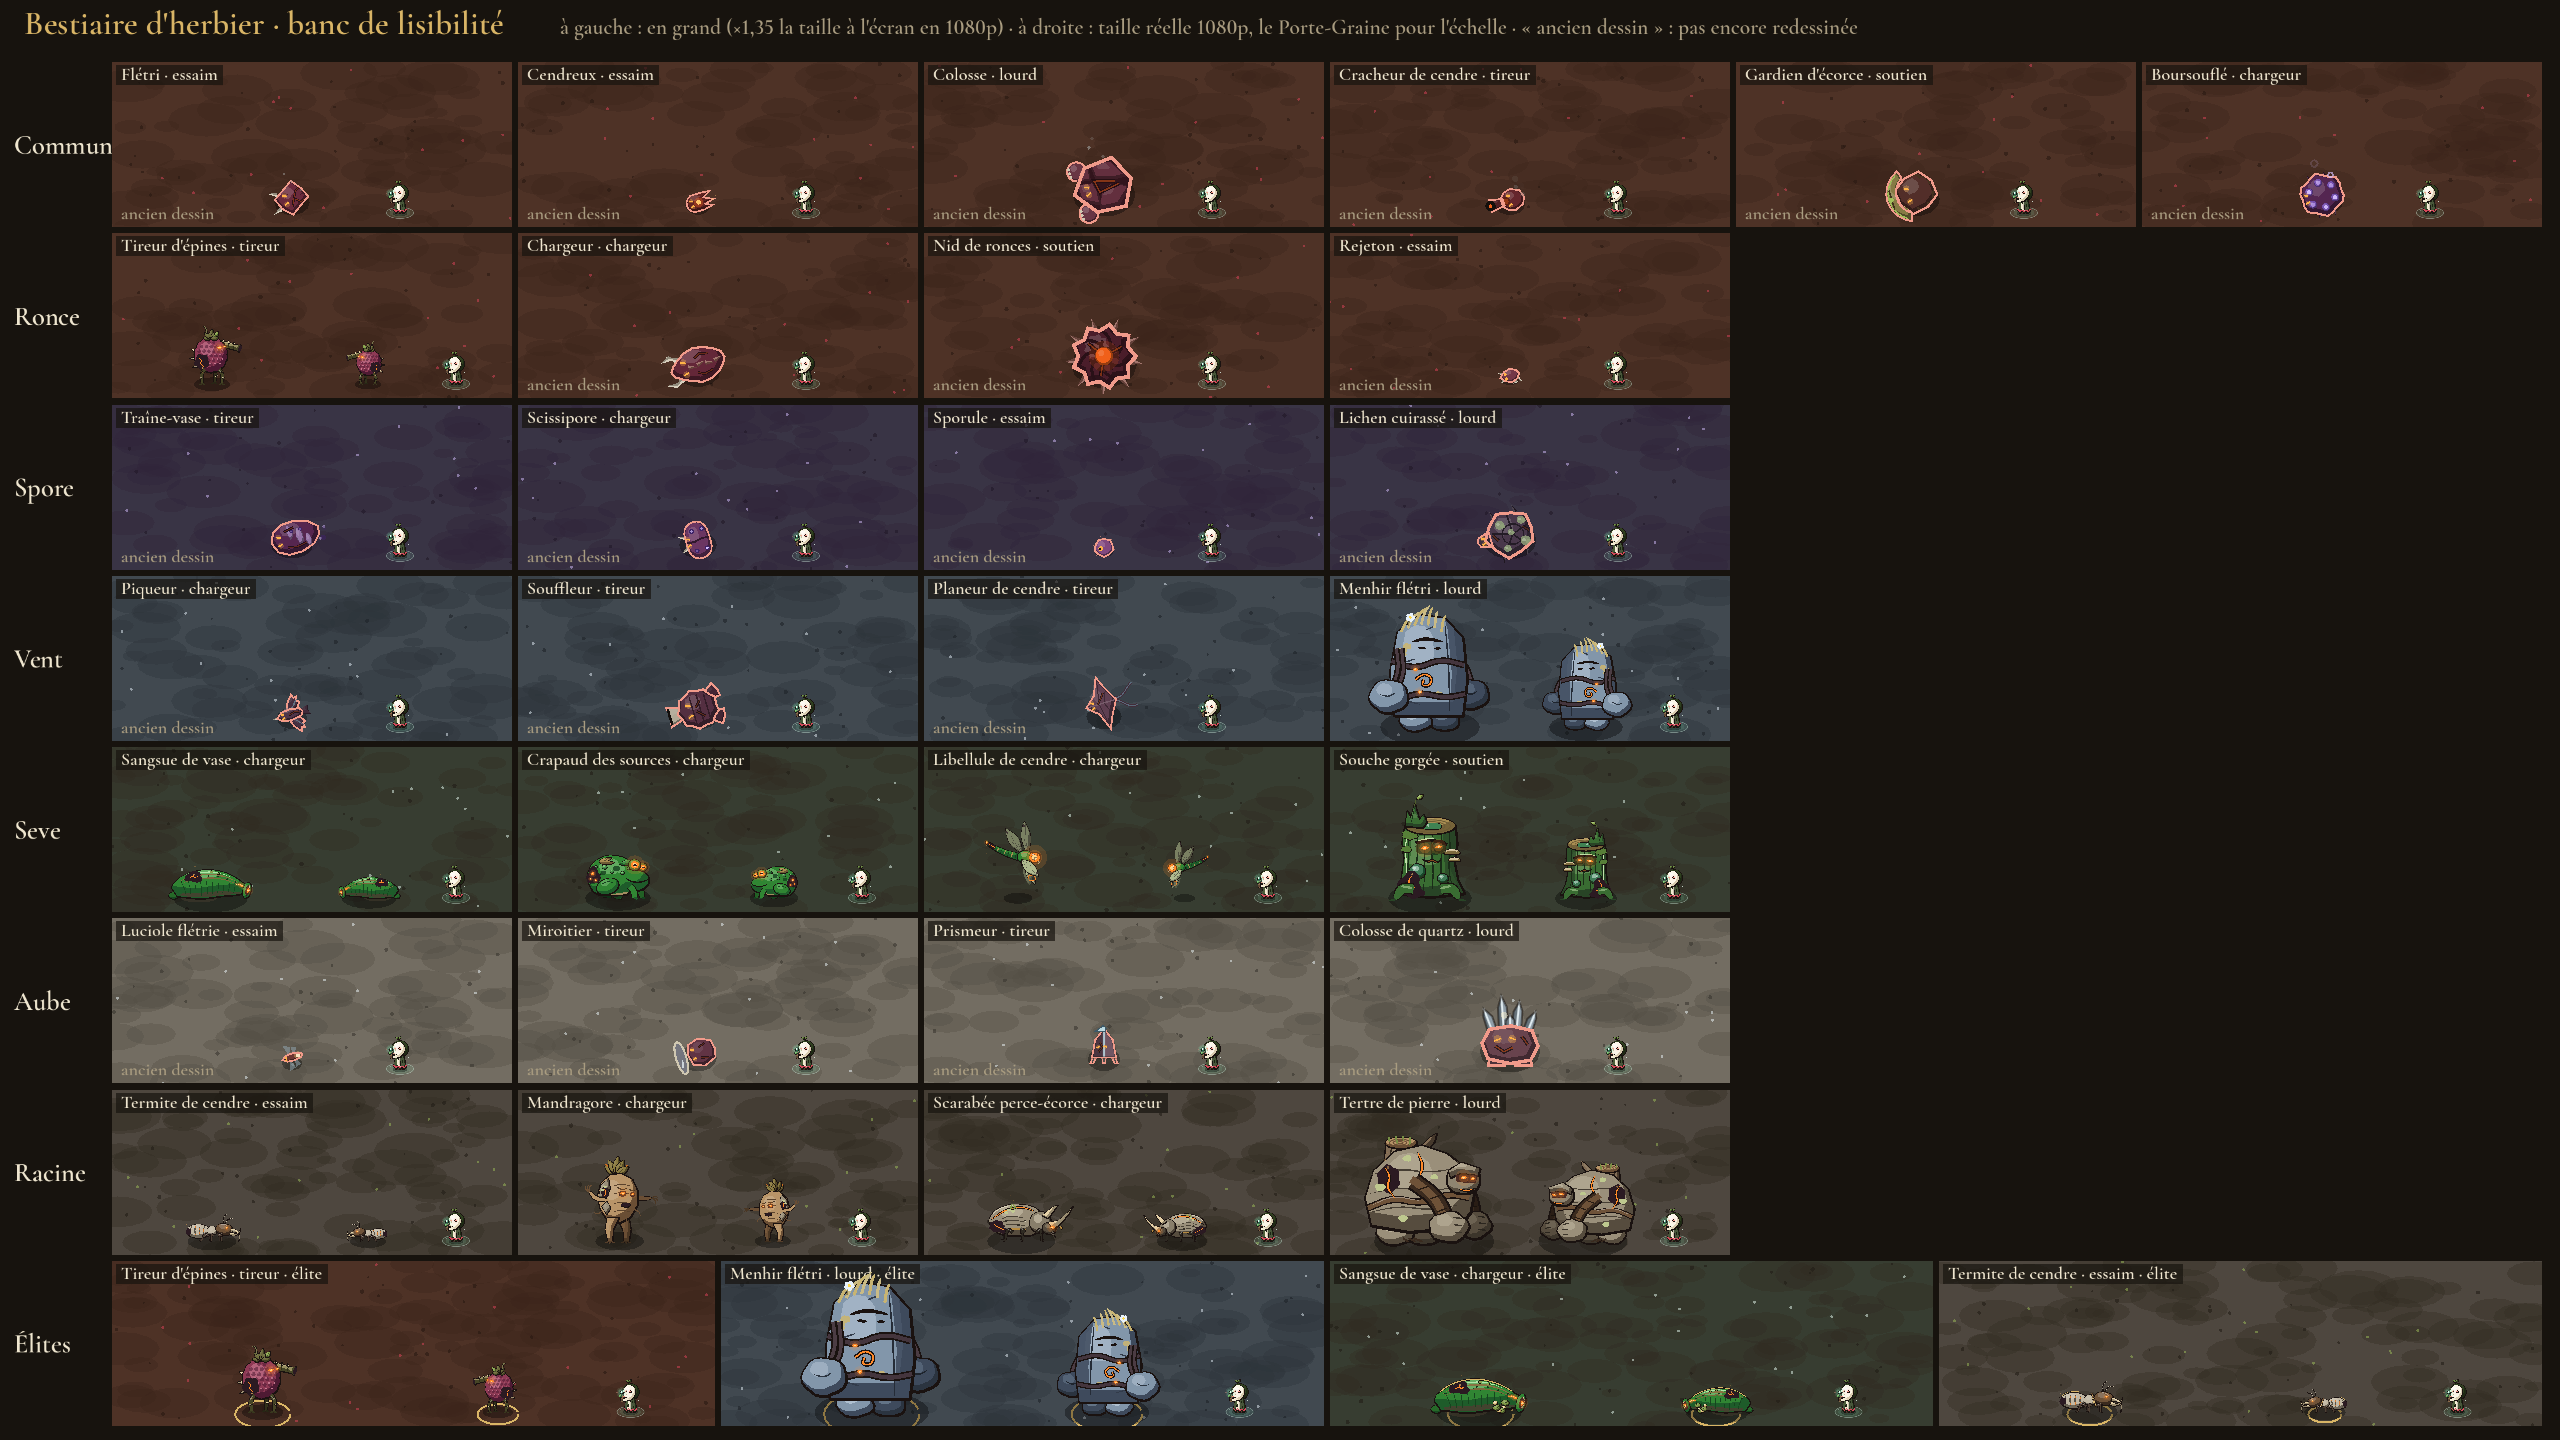 Bestiaire d'herbier · banc de lisibilité
à gauche : en grand (×1,35 la taille à l'écran en 1080p) · à droite : taille réelle 1080p, le Porte-Graine pour l'échelle · « ancien dessin » : pas encore redessinée
Commun
Flétri · essaim
ancien dessin
Cendreux · essaim
ancien dessin
Colosse · lourd
ancien dessin
Cracheur de cendre · tireur
ancien dessin
Gardien d'écorce · soutien
ancien dessin
Boursouflé · chargeur
ancien dessin
Ronce
Tireur d'épines · tireur
Chargeur · chargeur
ancien dessin
Nid de ronces · soutien
ancien dessin
Rejeton · essaim
ancien dessin
Spore
Traîne-vase · tireur
ancien dessin
Scissipore · chargeur
ancien dessin
Sporule · essaim
ancien dessin
Lichen cuirassé · lourd
ancien dessin
Vent
Piqueur · chargeur
ancien dessin
Souffleur · tireur
ancien dessin
Planeur de cendre · tireur
ancien dessin
Menhir flétri · lourd
Seve
Sangsue de vase · chargeur
Crapaud des sources · chargeur
Libellule de cendre · chargeur
Souche gorgée · soutien
Aube
Luciole flétrie · essaim
ancien dessin
Miroitier · tireur
ancien dessin
Prismeur · tireur
ancien dessin
Colosse de quartz · lourd
ancien dessin
Racine
Termite de cendre · essaim
Mandragore · chargeur
Scarabée perce-écorce · chargeur
Tertre de pierre · lourd
Élites
Tireur d'épines · tireur · élite
Menhir flétri · lourd · élite
Sangsue de vase · chargeur · élite
Termite de cendre · essaim · élite